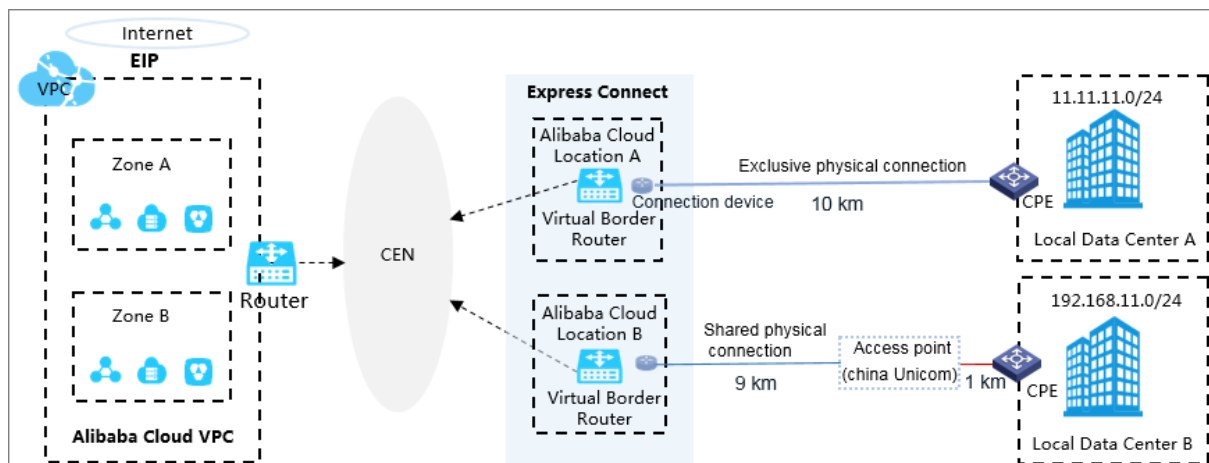 Internet
EIP
VPC
Zone A
Zone B
Alibaba Cloud VPC
Router
CEN
Express Connect
Alibaba Cloud
Location A
Virtual Border
Router
Connection device
Exclusive physical connection
10 km
CPE
11.11.11.0/24
Local Data Center A
Alibaba Cloud
Location B
Virtual Border
Router
Shared physical
connection
9 km
Access point
(china Unicom)
1 km
CPE
192.168.11.0/24
Local Data Center B